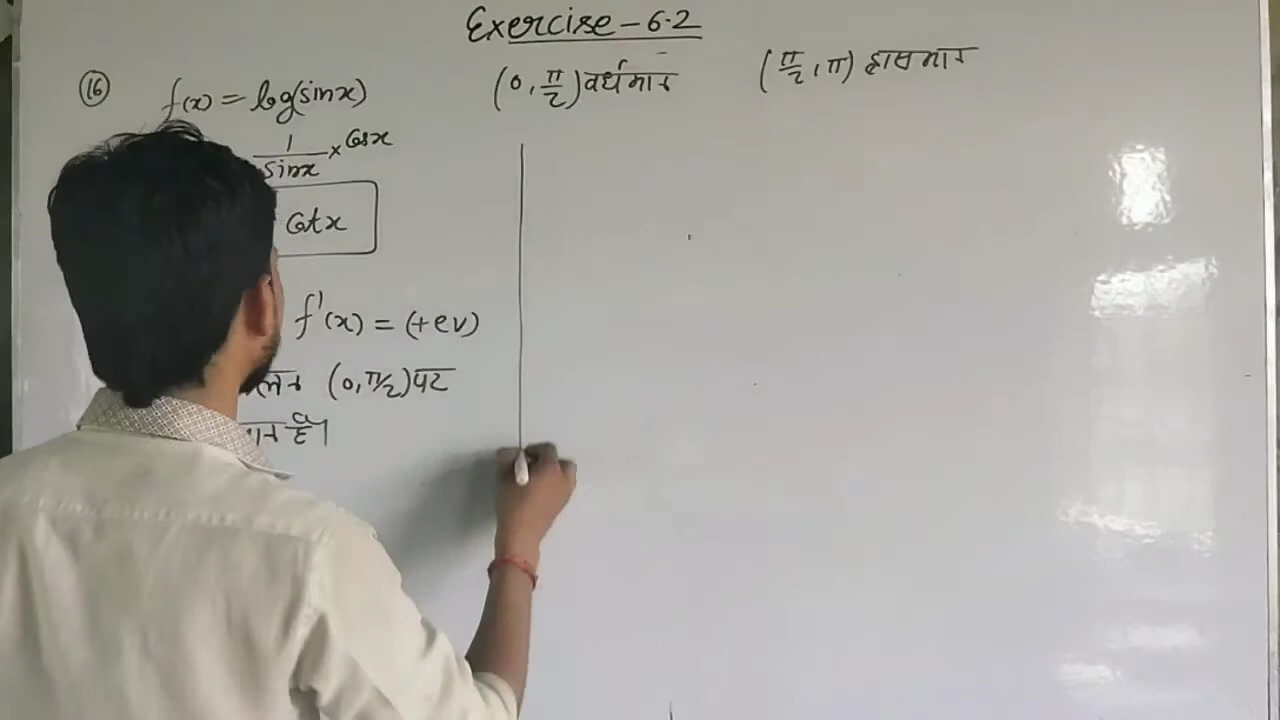 Exercise – 6.2
(16) f(x) = log(sinx) (0, π/2) वर्धमान (π/2, π) ह्रासमान
1/sinx × Cosx
Cotx
f'(x) = (+ev)
(0, π/2) पर
है।